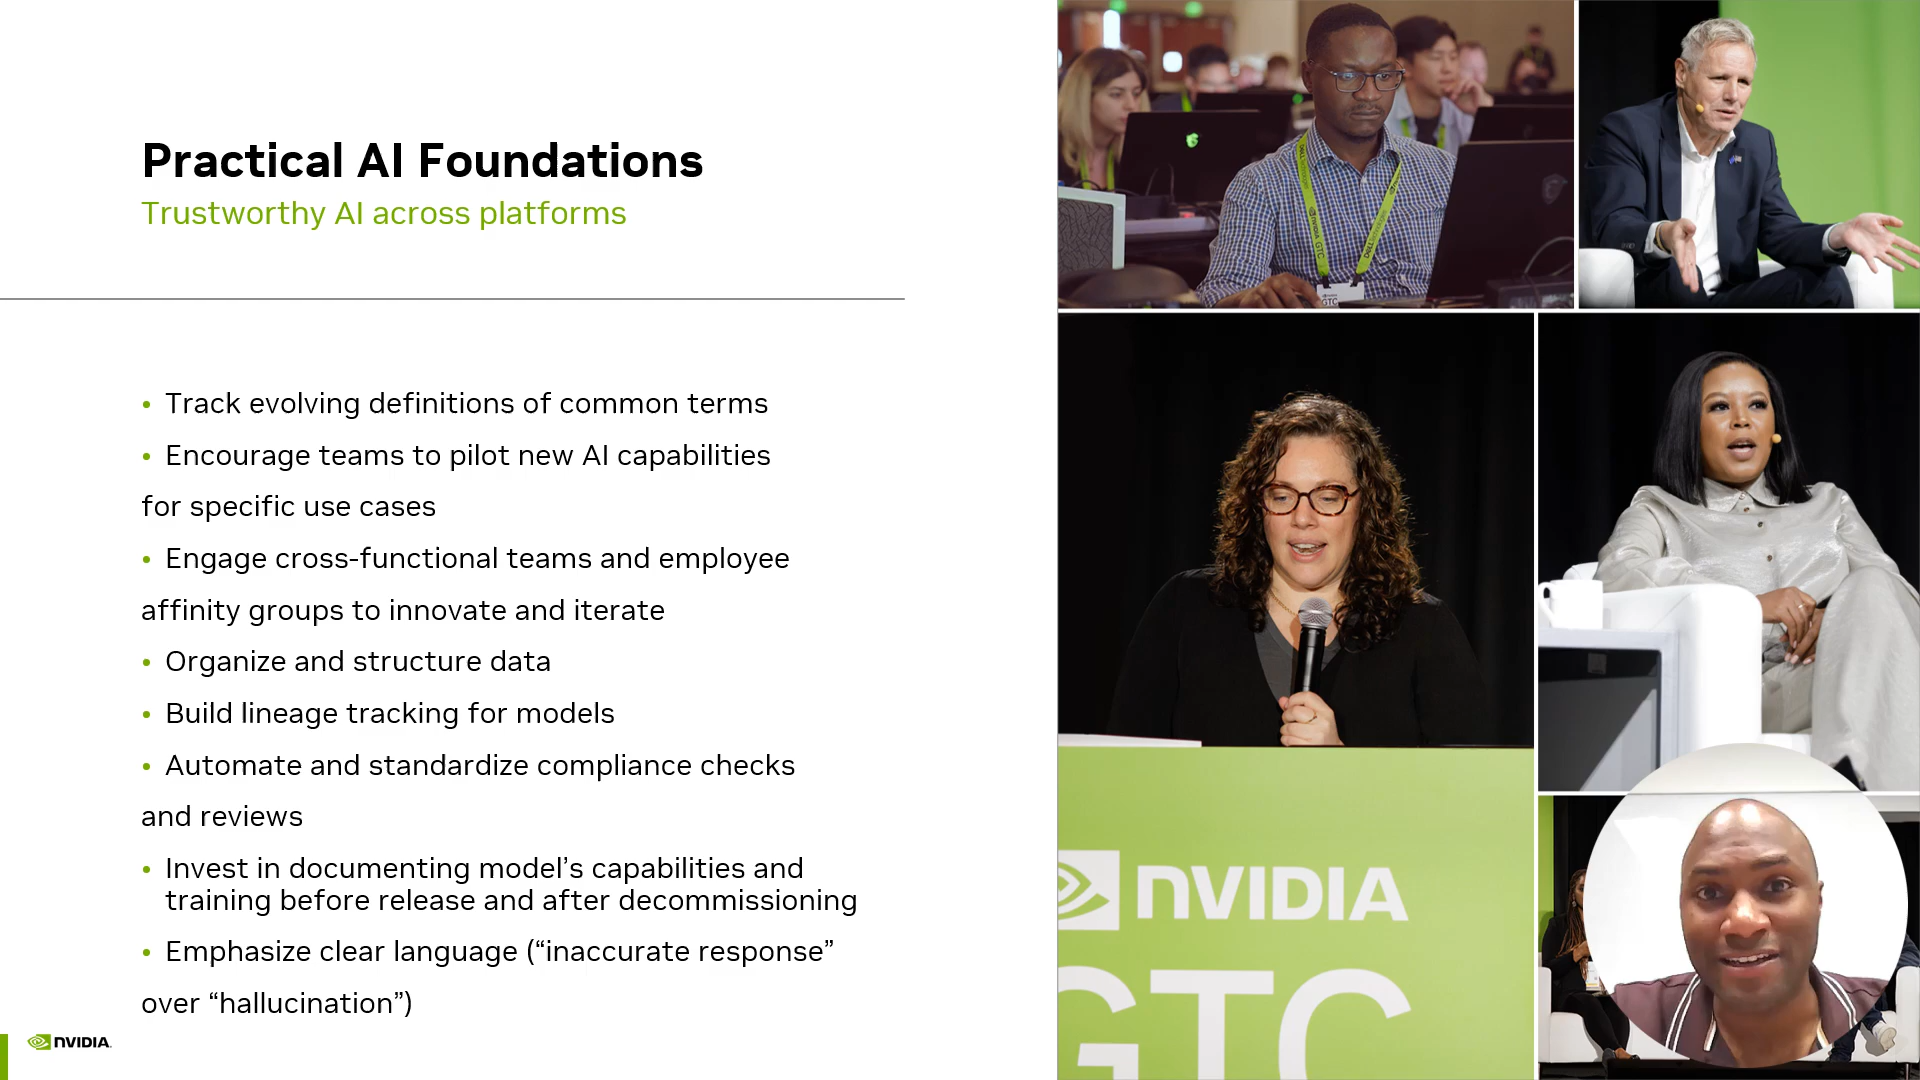 Practical AI Foundations
Trustworthy AI across platforms
• Track evolving definitions of common terms
• Encourage teams to pilot new AI capabilities
for specific use cases
• Engage cross-functional teams and employee
affinity groups to innovate and iterate
• Organize and structure data
• Build lineage tracking for models
• Automate and standardize compliance checks
and reviews
• Invest in documenting model’s capabilities and
training before release and after decommissioning
• Emphasize clear language (“inaccurate response”
over “hallucination”)
NVIDIA.
NVIDIA GTC
GTC
NVIDIA
GTC